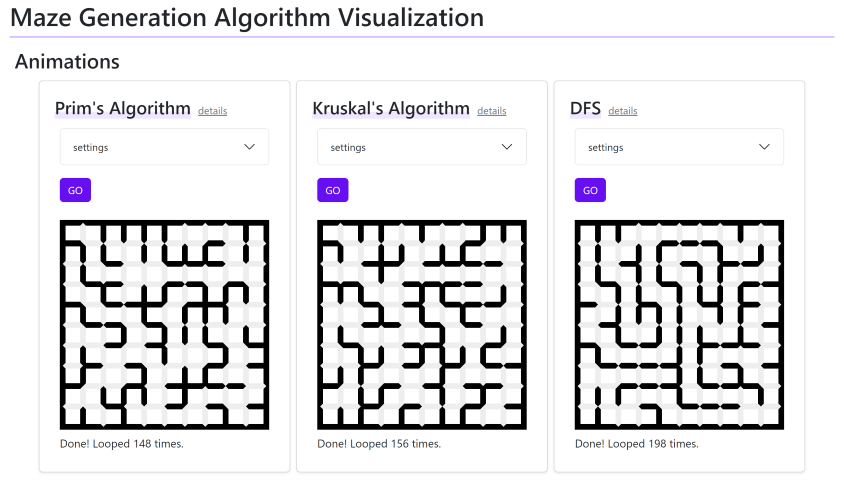 Maze Generation Algorithm Visualization
Animations
Prim's Algorithm details
settings
GO
Done! Looped 148 times.
Kruskal's Algorithm details
settings
GO
Done! Looped 156 times.
DFS details
settings
GO
Done! Looped 198 times.